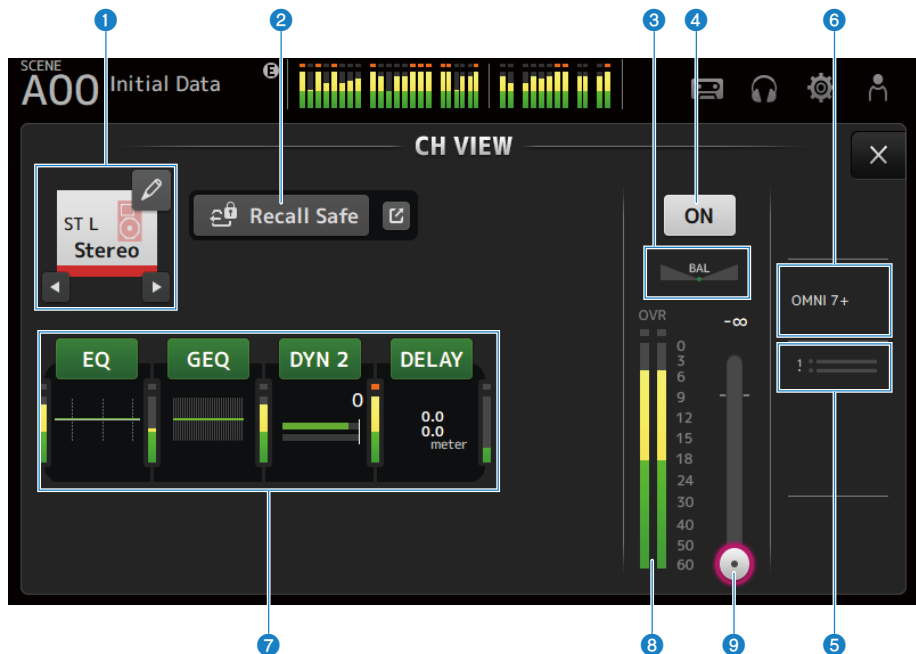 1 2 3 4 6
SCENE
A00 Initial Data E
CH VIEW
ST L
Stereo
Recall Safe
ON
BAL
OMNI 7+
OVR -∞
0
3
6
9
12
15
18
24
30
40
50
60
!
EQ GEQ DYN 2 DELAY
0
0.0
0.0
meter
7 8 9 5